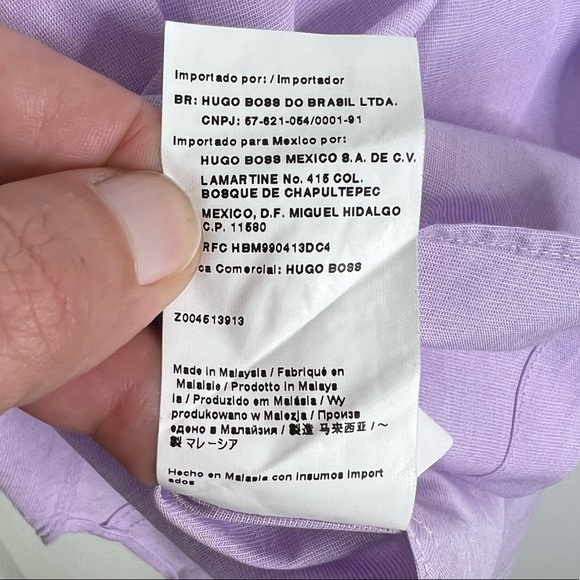 Importado por: / Importador
BR: HUGO BOSS DO BRASIL LTDA.
CNPJ: 57-621-054/0001-91
Importado para Mexico por:
HUGO BOSS MEXICO S.A. DE C.V.
LAMARTINE No. 415 COL.
BOSQUE DE CHAPULTEPEC
MEXICO, D.F. MIGUEL HIDALGO
C.P. 11580
RFC HBM990413DC4
ca Comercial: HUGO BOSS
Z004513913
Made in Malaysia / Fabriqué en
Malaisie / Prodotto in Malays
ia / Produzido em Malásia / Wy
produkowano w Malezja / Произв
едено в Малайзии / 製造 马来西亚 / ~
製 マレーシア
Hecho en Malasia con insumos import
ados